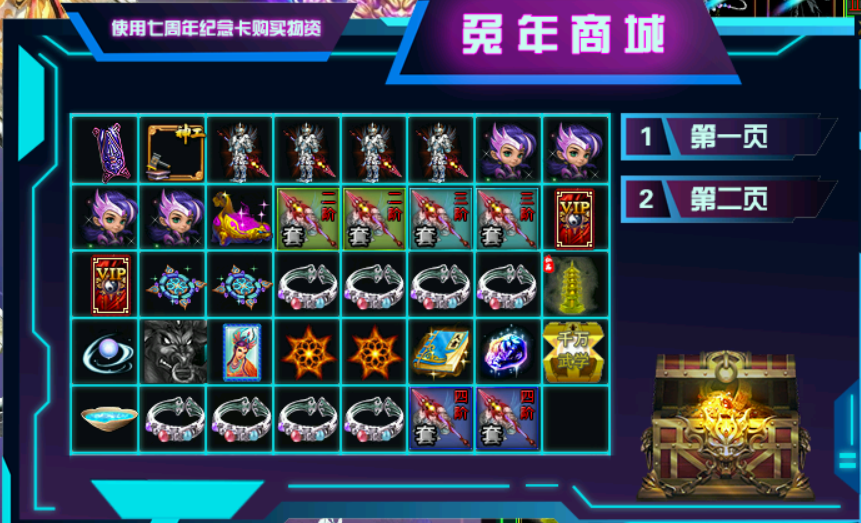 使用七周年纪念卡购买物资
兔年商城
1 第一页
神工
2 第二页
二阶 套
二阶 套
三阶 套
三阶 套
VIP
VIP
千万武学
四阶 套
四阶 套